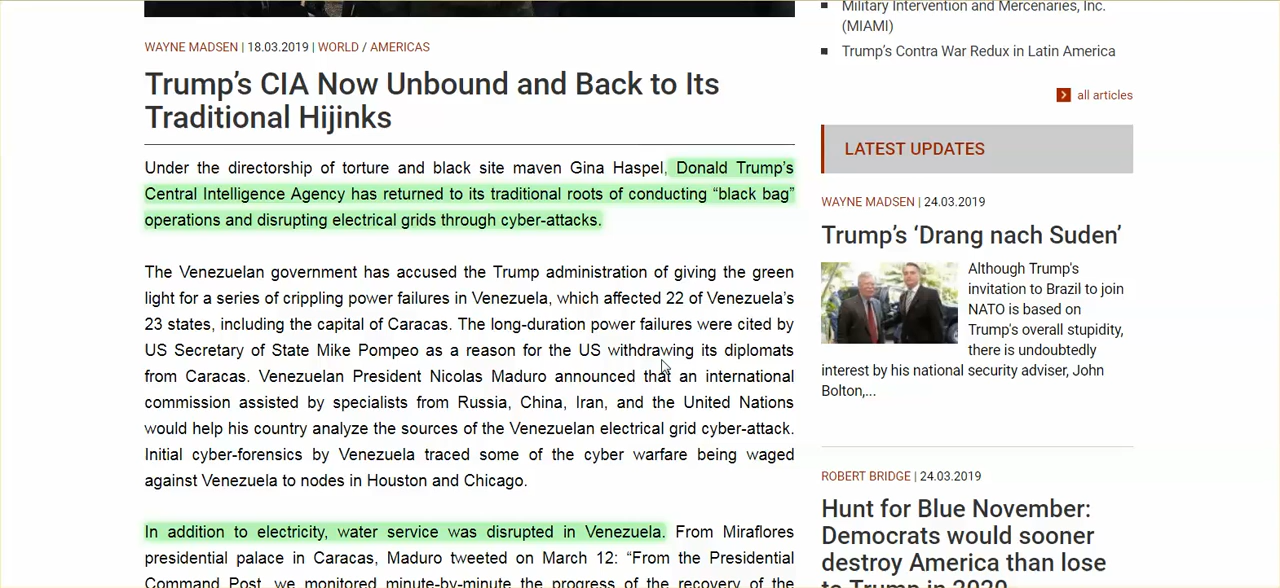 WAYNE MADSEN | 18.03.2019 | WORLD / AMERICAS
Trump’s CIA Now Unbound and Back to Its
Traditional Hijinks
Under the directorship of torture and black site maven Gina Haspel, Donald Trump’s
Central Intelligence Agency has returned to its traditional roots of conducting “black bag”
operations and disrupting electrical grids through cyber-attacks.
The Venezuelan government has accused the Trump administration of giving the green
light for a series of crippling power failures in Venezuela, which affected 22 of Venezuela’s
23 states, including the capital of Caracas. The long-duration power failures were cited by
US Secretary of State Mike Pompeo as a reason for the US withdrawing its diplomats
from Caracas. Venezuelan President Nicolas Maduro announced that an international
commission assisted by specialists from Russia, China, Iran, and the United Nations
would help his country analyze the sources of the Venezuelan electrical grid cyber-attack.
Initial cyber-forensics by Venezuela traced some of the cyber warfare being waged
against Venezuela to nodes in Houston and Chicago.
In addition to electricity, water service was disrupted in Venezuela. From Miraflores
presidential palace in Caracas, Maduro tweeted on March 12: “From the Presidential
Command Post, we monitored minute-by-minute the progress of the recovery of the
Military Intervention and Mercenaries, Inc.
(MIAMI)
Trump’s Contra War Redux in Latin America
all articles
LATEST UPDATES
WAYNE MADSEN | 24.03.2019
Trump’s ‘Drang nach Suden’
Although Trump's
invitation to Brazil to join
NATO is based on
Trump's overall stupidity,
there is undoubtedly
interest by his national security adviser, John
Bolton,...
ROBERT BRIDGE | 24.03.2019
Hunt for Blue November:
Democrats would sooner
destroy America than lose
to Trump in 2020